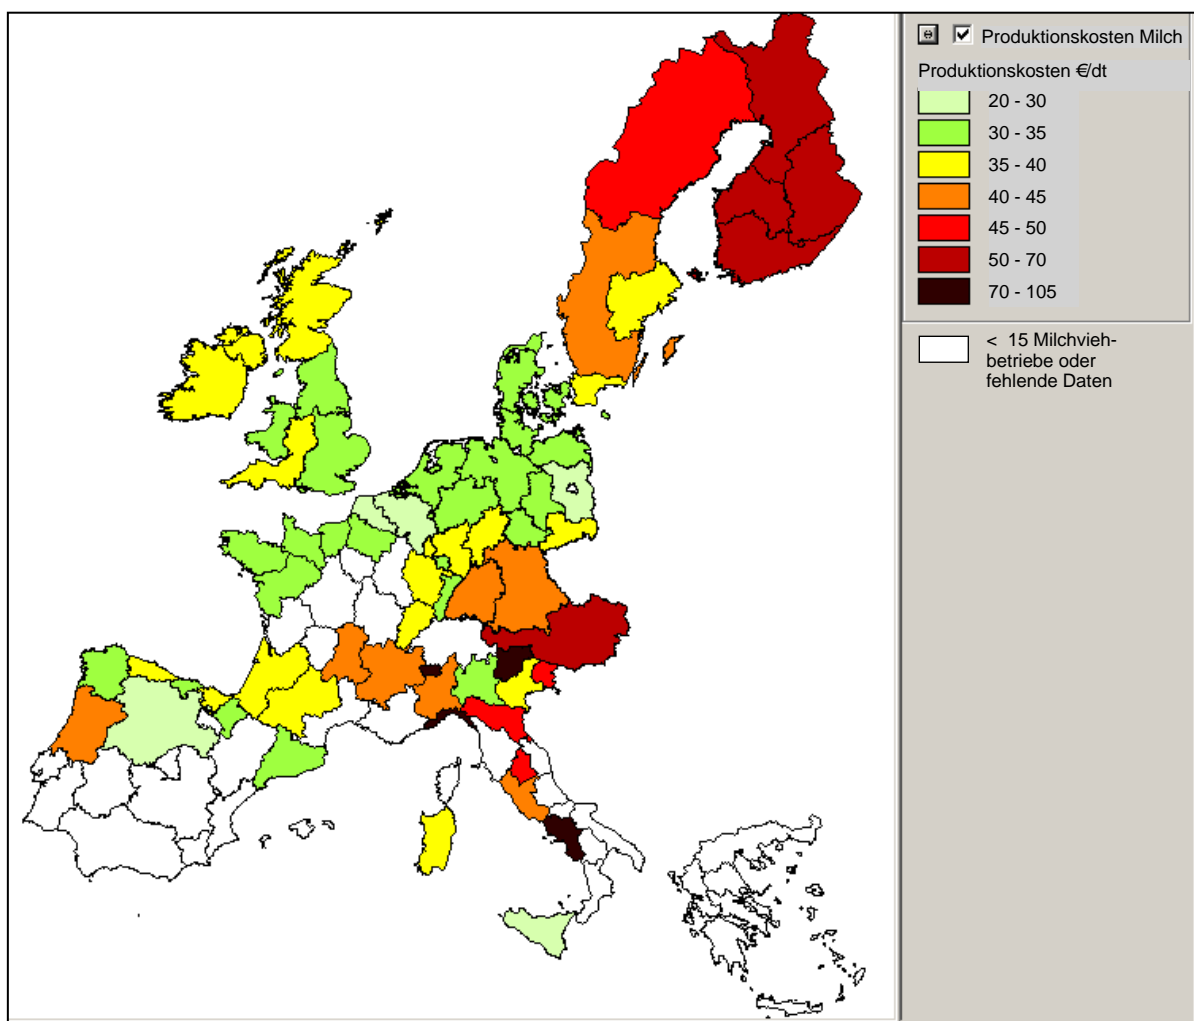 Produktionskosten Milch
Produktionskosten €/dt
20 - 30
30 - 35
35 - 40
40 - 45
45 - 50
50 - 70
70 - 105
< 15 Milchvieh-
betriebe oder
fehlende Daten